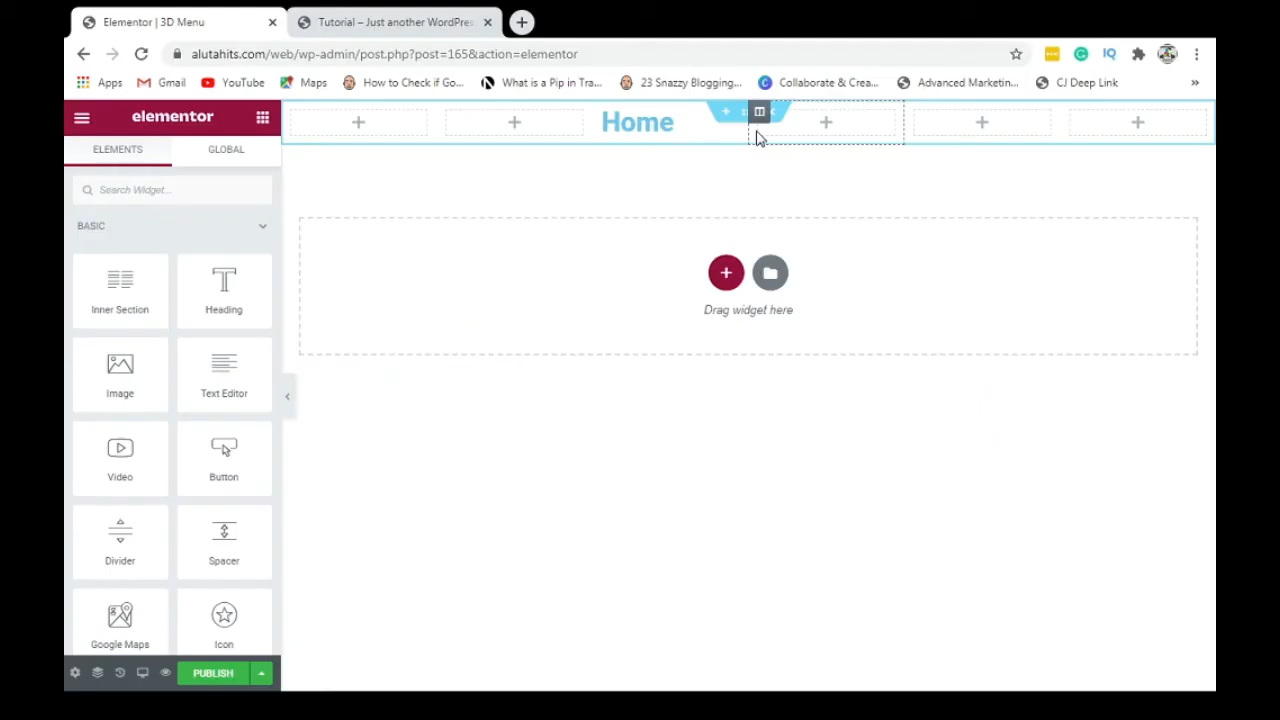 Elementor | 3D Menu
Tutorial – Just another WordPres
alutahits.com/web/wp-admin/post.php?post=165&action=elementor
Apps Gmail YouTube Maps How to Check if Go... What is a Pip in Tra... 23 Snazzy Blogging... Collaborate & Crea... Advanced Marketin... CJ Deep Link
elementor
ELEMENTS GLOBAL
Home
Search Widget...
BASIC
Inner Section Heading
Drag widget here
Image Text Editor
Video Button
Divider Spacer
Google Maps Icon
PUBLISH